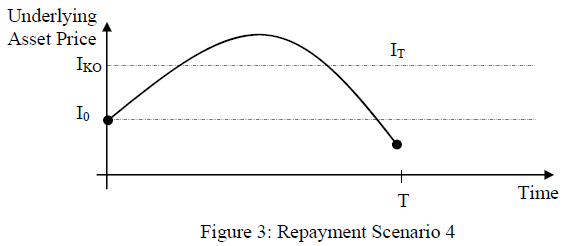 Underlying
Asset Price
I_KO
I_T
I_0
T
Time
Figure 3: Repayment Scenario 4